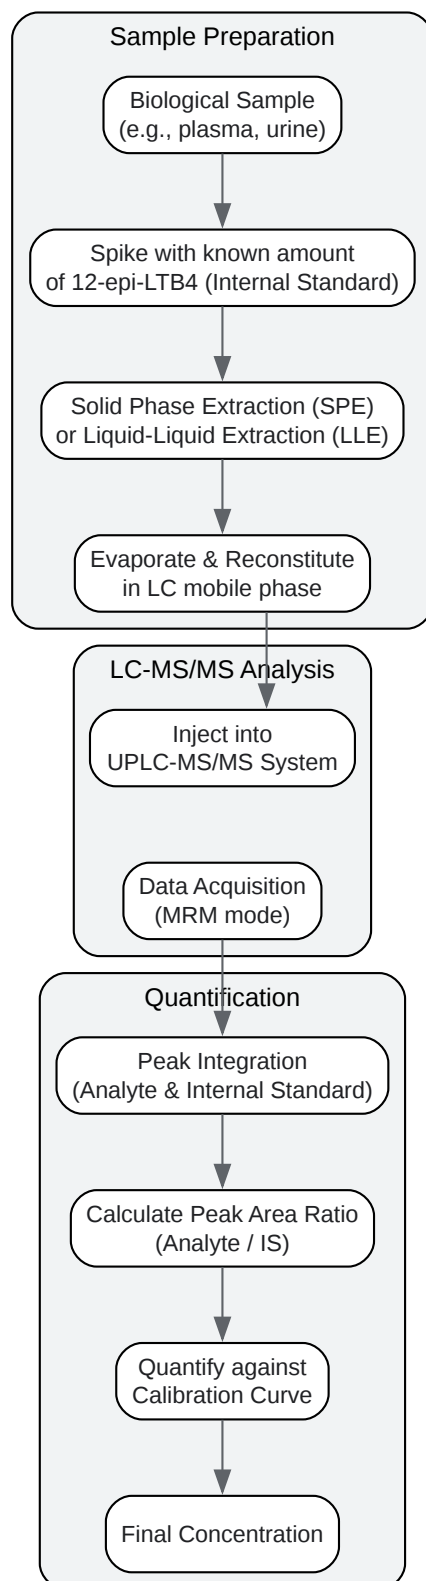 Sample Preparation
Biological Sample
(e.g., plasma, urine)
Spike with known amount
of 12-epi-LTB4 (Internal Standard)
Solid Phase Extraction (SPE)
or Liquid-Liquid Extraction (LLE)
Evaporate & Reconstitute
in LC mobile phase
LC-MS/MS Analysis
Inject into
UPLC-MS/MS System
Data Acquisition
(MRM mode)
Quantification
Peak Integration
(Analyte & Internal Standard)
Calculate Peak Area Ratio
(Analyte / IS)
Quantify against
Calibration Curve
Final Concentration